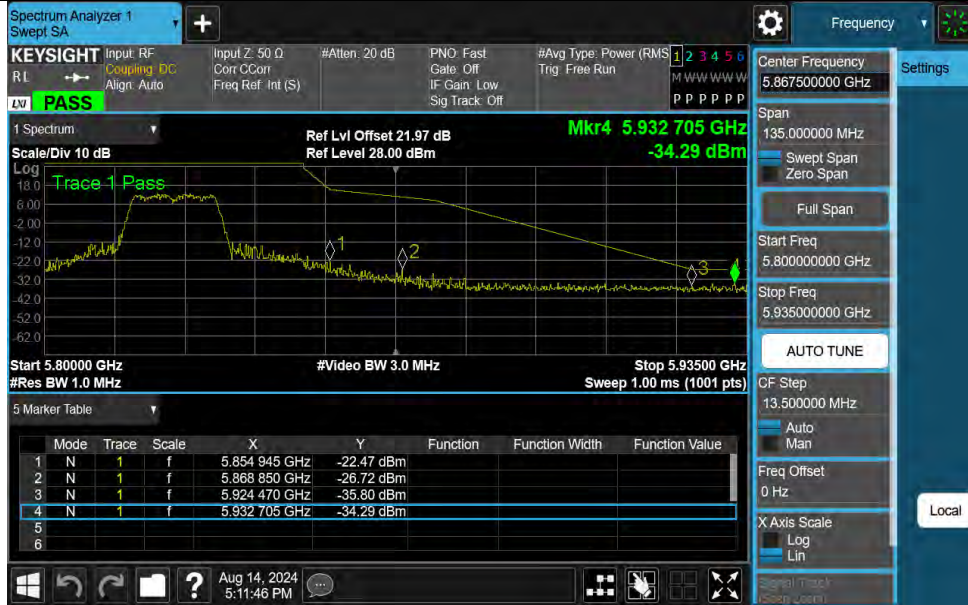 Spectrum Analyzer 1
Swept SA
Frequency
KEYSIGHT
RL
LXI
PASS
Input: RF
Coupling: DC
Align: Auto
Input Z: 50 Ω
Corr CCorr
Freq Ref: Int (S)
#Atten: 20 dB
PNO: Fast
Gate: Off
IF Gain: Low
Sig Track: Off
#Avg Type: Power (RMS
Trig: Free Run
1 2 3 4 5 6
M W W W W W
P P P P P P
1 Spectrum
Scale/Div 10 dB
Ref Lvl Offset 21.97 dB
Ref Level 28.00 dBm
Mkr4 5.932 705 GHz
-34.29 dBm
Log
Trace 1 Pass
18.0
8.00
-2.00
-12.0
-22.0
-32.0
-42.0
-52.0
-62.0
1
2
3
Start 5.80000 GHz
#Res BW 1.0 MHz
#Video BW 3.0 MHz
Stop 5.93500 GHz
Sweep 1.00 ms (1001 pts)
5 Marker Table
Mode Trace Scale X Y Function Function Width Function Value
1 N 1 f 5.854 945 GHz -22.47 dBm
2 N 1 f 5.868 850 GHz -26.72 dBm
3 N 1 f 5.924 470 GHz -35.80 dBm
4 N 1 f 5.932 705 GHz -34.29 dBm
5
6
Aug 14, 2024
5:11:46 PM
Center Frequency
5.867500000 GHz
Span
135.000000 MHz
Swept Span
Zero Span
Full Span
Start Freq
5.800000000 GHz
Stop Freq
5.935000000 GHz
AUTO TUNE
CF Step
13.500000 MHz
Auto
Man
Freq Offset
0 Hz
X Axis Scale
Log
Lin
Signal Track
(Span Zoom)
Settings
Local